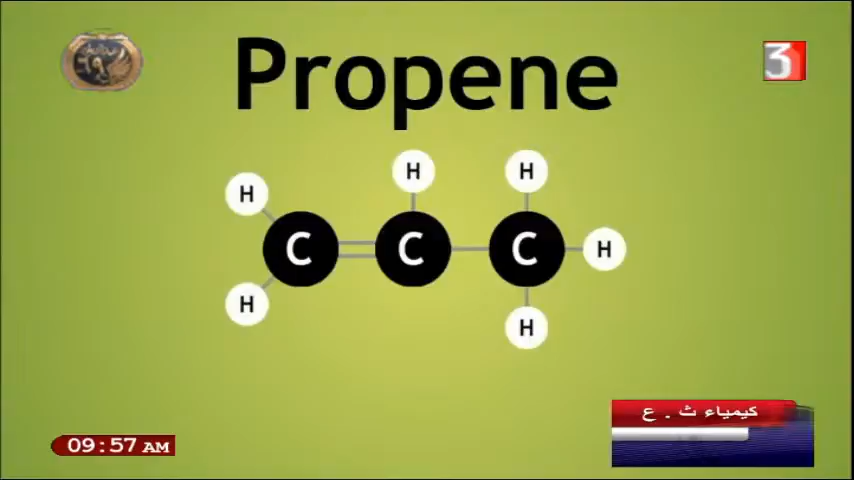 Propene
3
H H H
C C C H
H H
كيمياء ث . ع
09:57 AM